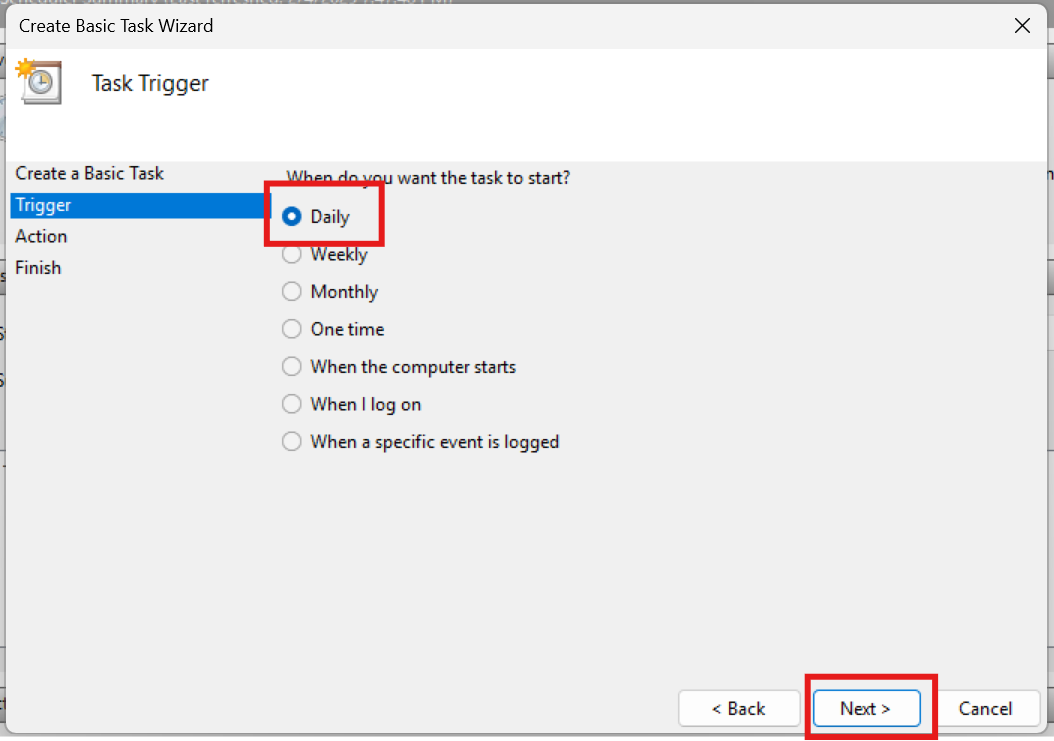 Create Basic Task Wizard
Task Trigger
Create a Basic Task
Trigger
Action
Finish
When do you want the task to start?
Daily
Weekly
Monthly
One time
When the computer starts
When I log on
When a specific event is logged
< Back
Next >
Cancel